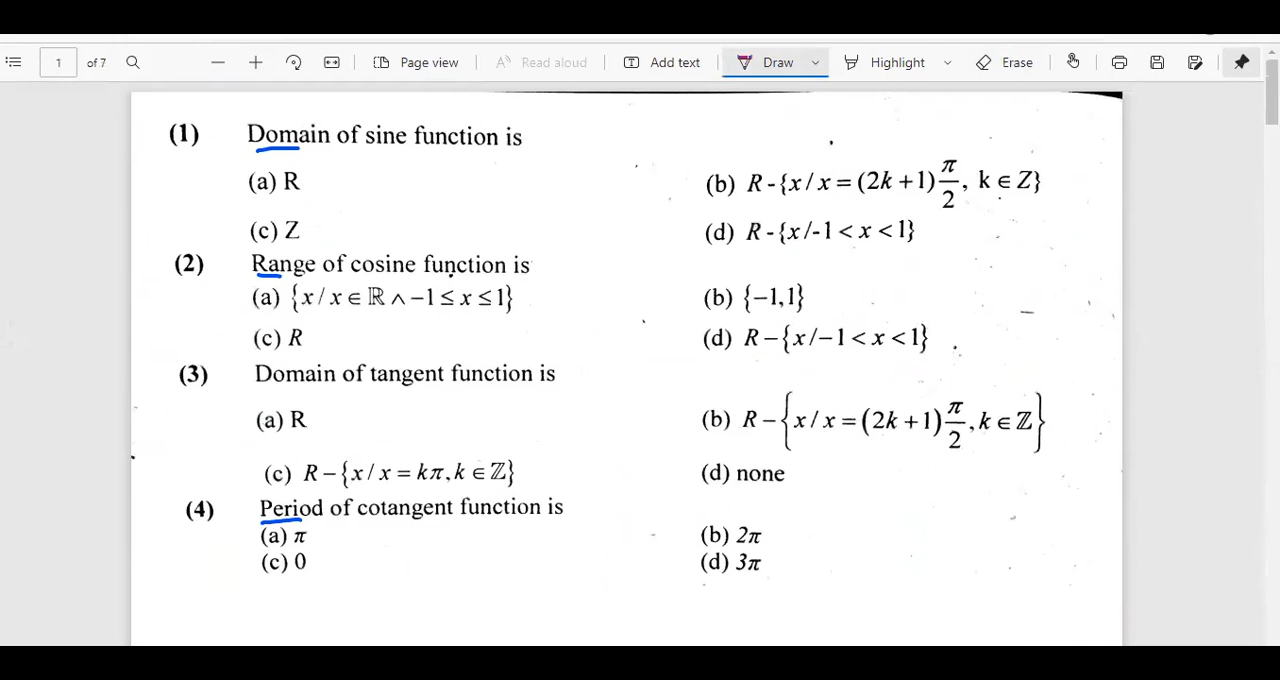 1 of 7 Page view Read aloud Add text Draw Highlight Erase
(1) Domain of sine function is
(a) R (b) R - {x / x = (2k + 1) π/2, k ∈ Z}
(c) Z (d) R - {x/-1 < x < 1}
(2) Range of cosine function is
(a) {x / x ∈ ℝ ∧ −1 ≤ x ≤ 1} (b) {−1,1}
(c) R (d) R − {x/−1 < x < 1}
(3) Domain of tangent function is
(a) R (b) R − {x / x = (2k + 1) π/2, k ∈ ℤ}
(c) R − {x / x = kπ, k ∈ ℤ} (d) none
(4) Period of cotangent function is
(a) π (b) 2π
(c) 0 (d) 3π